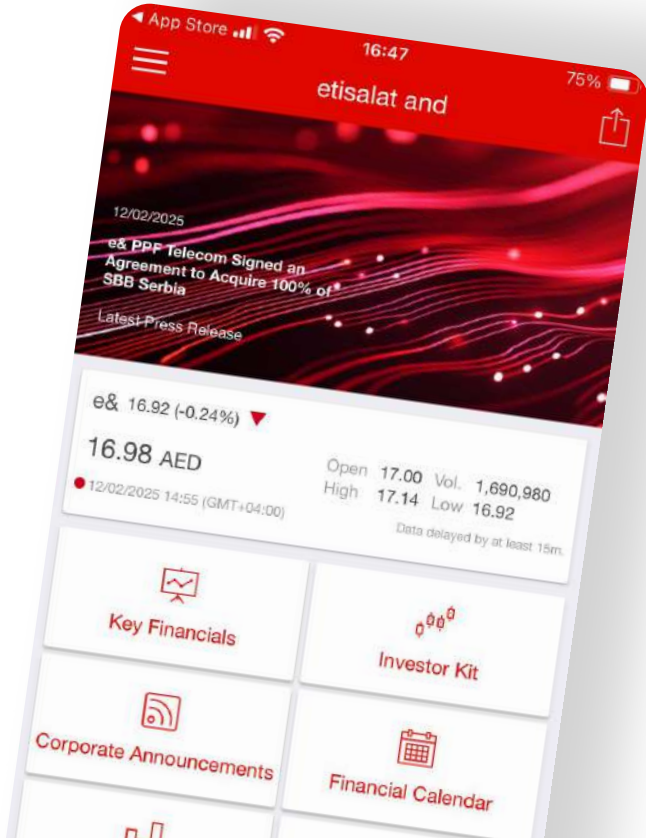 App Store
16:47
75%
etisalat and
12/02/2025
e& PPF Telecom Signed an
Agreement to Acquire 100% of
SBB Serbia
Latest Press Release
e& 16.92 (-0.24%)
16.98 AED
12/02/2025 14:55 (GMT+04:00)
Open 17.00 Vol. 1,690,980
High 17.14 Low 16.92
Data delayed by at least 15m.
Key Financials
Investor Kit
Corporate Announcements
Financial Calendar